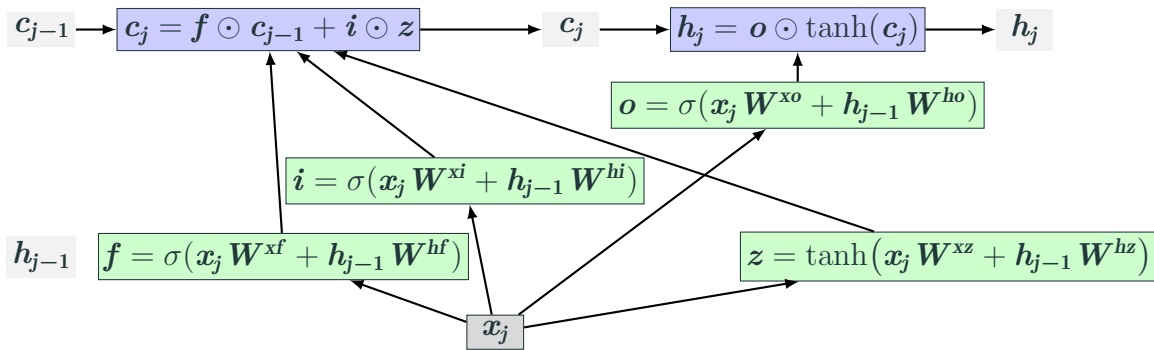 c_{j−1} c_j = f ⊙ c_{j−1} + i ⊙ z c_j h_j = o ⊙ tanh(c_j) h_j
o = σ(x_j W^{xo} + h_{j−1} W^{ho})
i = σ(x_j W^{xi} + h_{j−1} W^{hi})
h_{j−1} f = σ(x_j W^{xf} + h_{j−1} W^{hf}) z = tanh(x_j W^{xz} + h_{j−1} W^{hz})
x_j